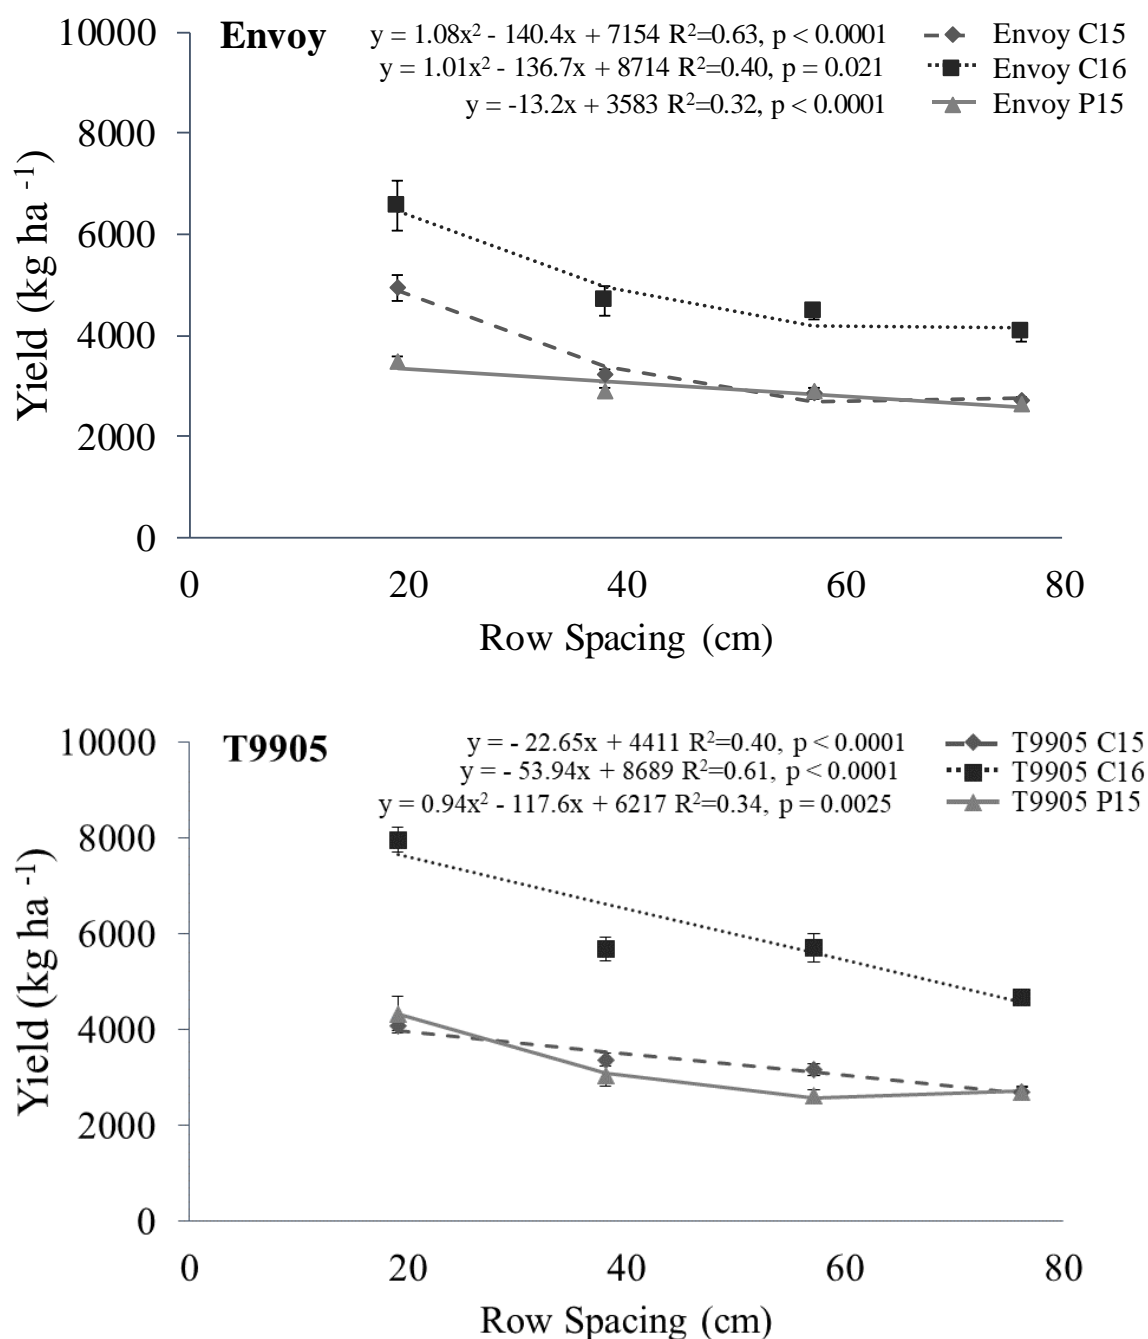 Envoy
y = 1.08x² - 140.4x + 7154 R²=0.63, p < 0.0001
y = 1.01x² - 136.7x + 8714 R²=0.40, p = 0.021
y = -13.2x + 3583 R²=0.32, p < 0.0001
Envoy C15
Envoy C16
Envoy P15
Yield (kg ha ⁻¹)
10000
8000
6000
4000
2000
0
0 20 40 60 80
Row Spacing (cm)
T9905
y = - 22.65x + 4411 R²=0.40, p < 0.0001
y = - 53.94x + 8689 R²=0.61, p < 0.0001
y = 0.94x² - 117.6x + 6217 R²=0.34, p = 0.0025
T9905 C15
T9905 C16
T9905 P15
Yield (kg ha ⁻¹)
10000
8000
6000
4000
2000
0
0 20 40 60 80
Row Spacing (cm)